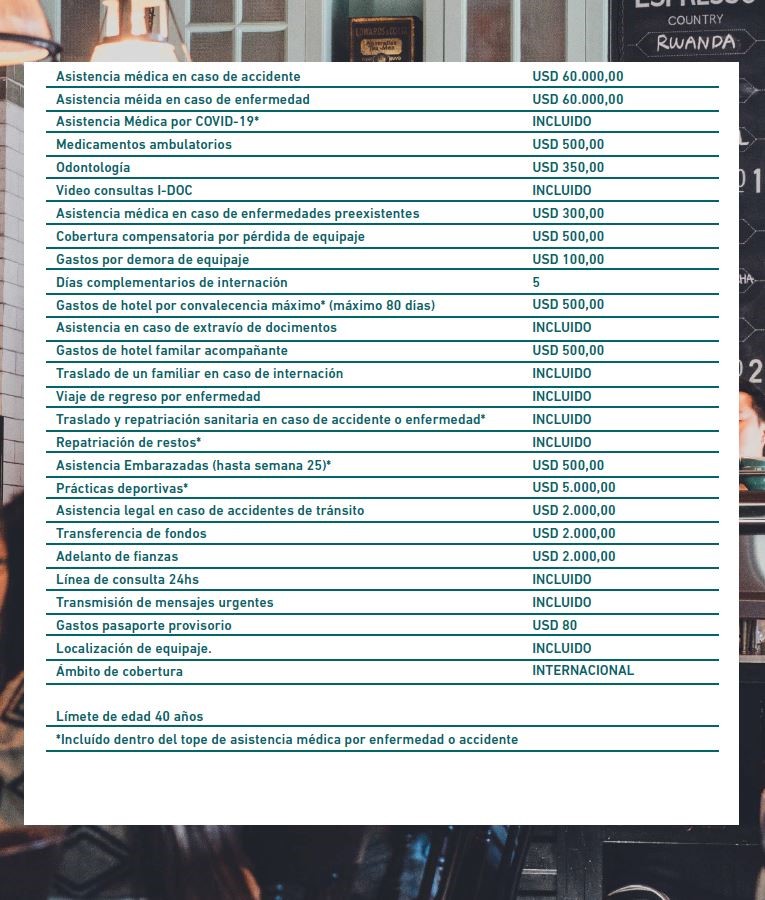 ESPRESSO
COUNTRY
RWANDA
Asistencia médica en caso de accidente USD 60.000,00
Asistencia méida en caso de enfermedad USD 60.000,00
Asistencia Médica por COVID-19* INCLUIDO
Medicamentos ambulatorios USD 500,00
Odontología USD 350,00
Video consultas I-DOC INCLUIDO
Asistencia médica en caso de enfermedades preexistentes USD 300,00
Cobertura compensatoria por pérdida de equipaje USD 500,00
Gastos por demora de equipaje USD 100,00
Días complementarios de internación 5
Gastos de hotel por convalecencia máximo* (máximo 80 días) USD 500,00
Asistencia en caso de extravío de docimentos INCLUIDO
Gastos de hotel familar acompañante USD 500,00
Traslado de un familiar en caso de internación INCLUIDO
Viaje de regreso por enfermedad INCLUIDO
Traslado y repatriación sanitaria en caso de accidente o enfermedad* INCLUIDO
Repatriación de restos* INCLUIDO
Asistencia Embarazadas (hasta semana 25)* USD 500,00
Prácticas deportivas* USD 5.000,00
Asistencia legal en caso de accidentes de tránsito USD 2.000,00
Transferencia de fondos USD 2.000,00
Adelanto de fianzas USD 2.000,00
Línea de consulta 24hs INCLUIDO
Transmisión de mensajes urgentes INCLUIDO
Gastos pasaporte provisorio USD 80
Localización de equipaje. INCLUIDO
Ámbito de cobertura INTERNACIONAL
Límete de edad 40 años
*Incluído dentro del tope de asistencia médica por enfermedad o accidente